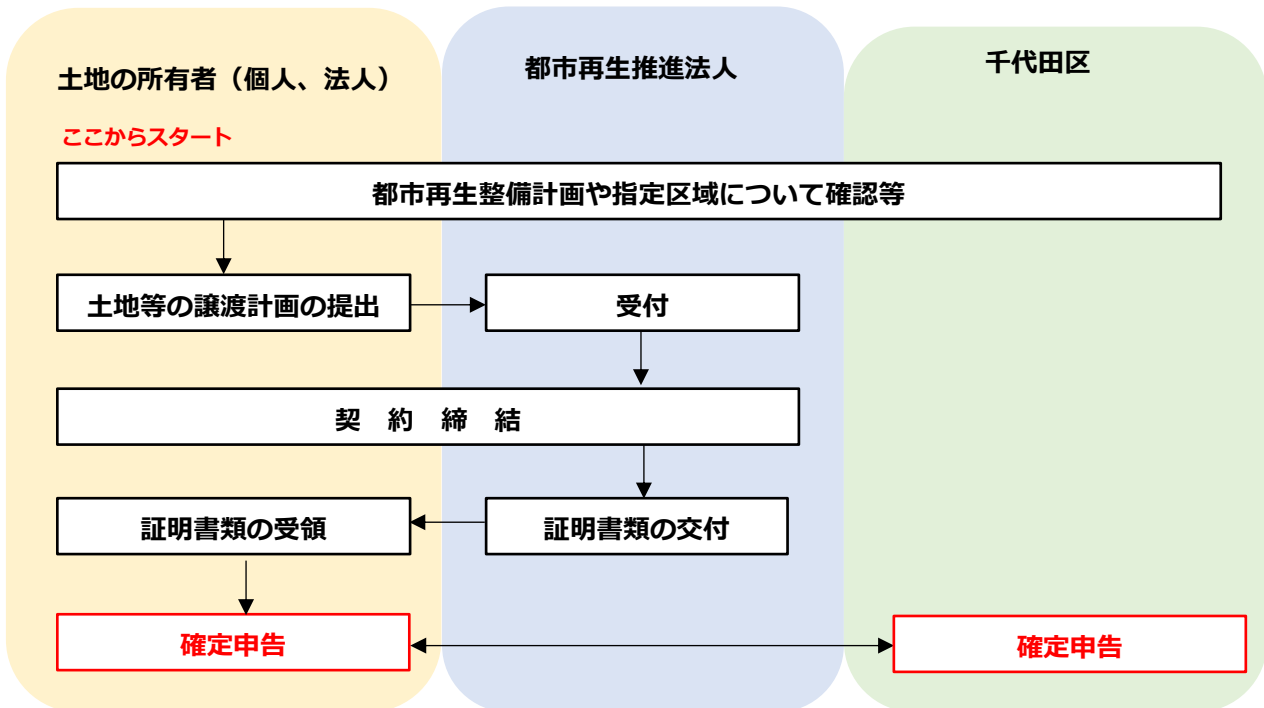 土地の所有者（個人、法人）
都市再生推進法人
千代田区
ここからスタート
都市再生整備計画や指定区域について確認等
土地等の譲渡計画の提出
受付
契 約 締 結
証明書類の受領
証明書類の交付
確定申告
確定申告